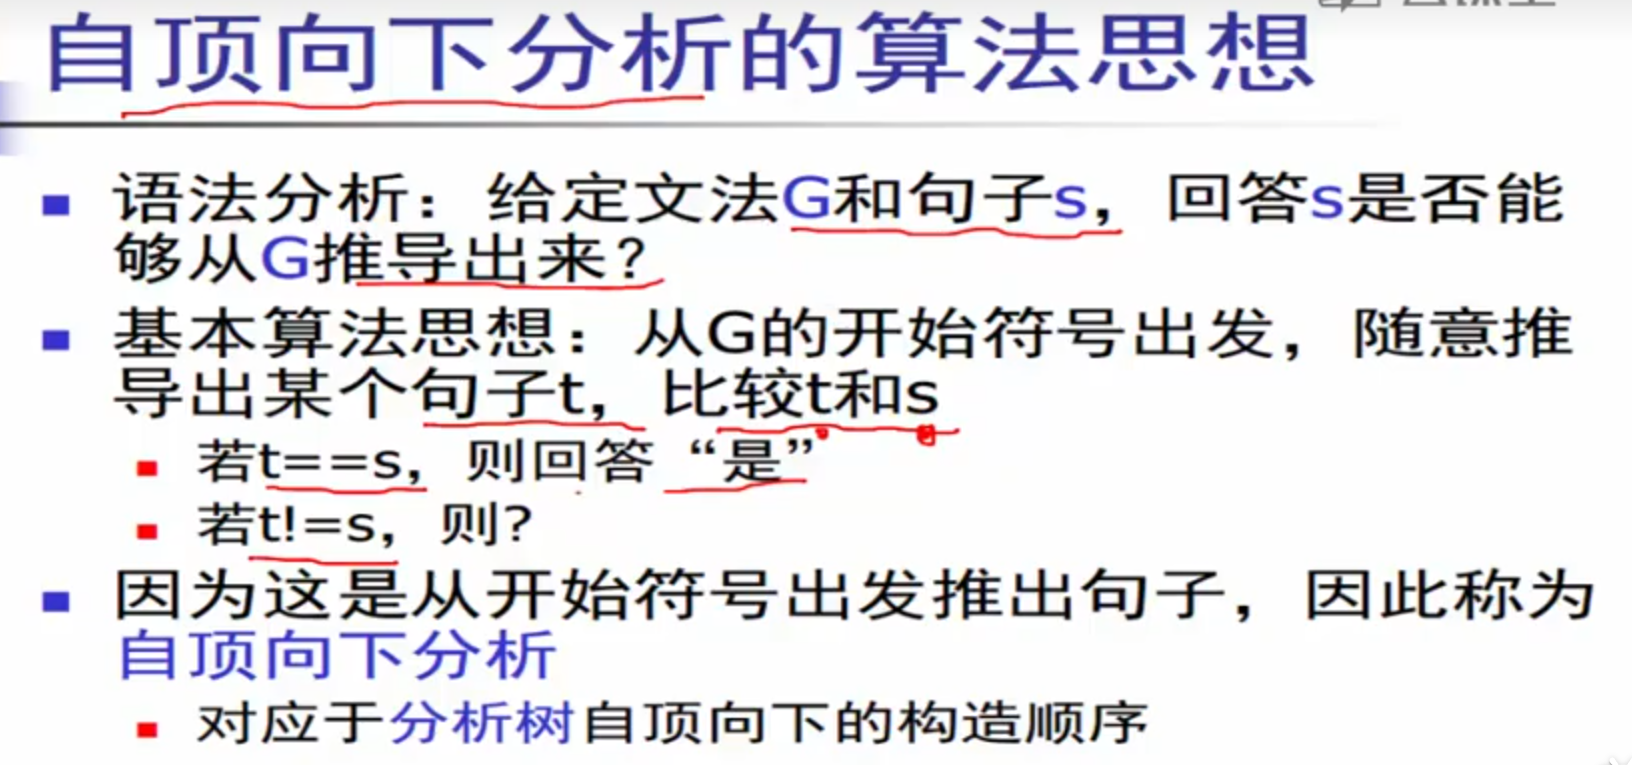 自顶向下分析的算法思想
语法分析：给定文法G和句子s，回答s是否能
够从G推导出来？
基本算法思想：从G的开始符号出发，随意推
导出某个句子t，比较t和s
若t==s，则回答“是”
若t!=s，则?
因为这是从开始符号出发推出句子，因此称为
自顶向下分析
对应于分析树自顶向下的构造顺序